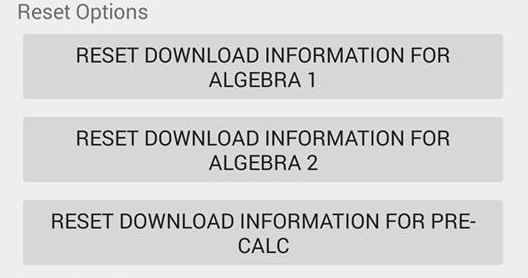 Reset Options
RESET DOWNLOAD INFORMATION FOR
ALGEBRA 1
RESET DOWNLOAD INFORMATION FOR
ALGEBRA 2
RESET DOWNLOAD INFORMATION FOR PRE-
CALC